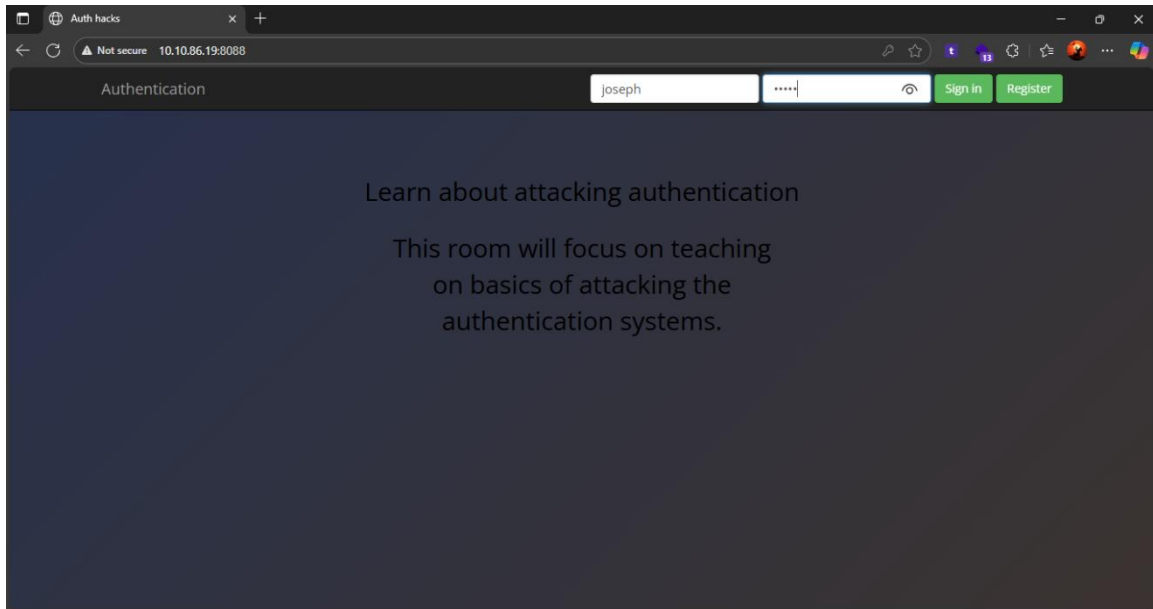 Auth hacks
Not secure 10.10.86.19:8088
t
13
Authentication
joseph
•••••
Sign in
Register
Learn about attacking authentication
This room will focus on teaching
on basics of attacking the
authentication systems.